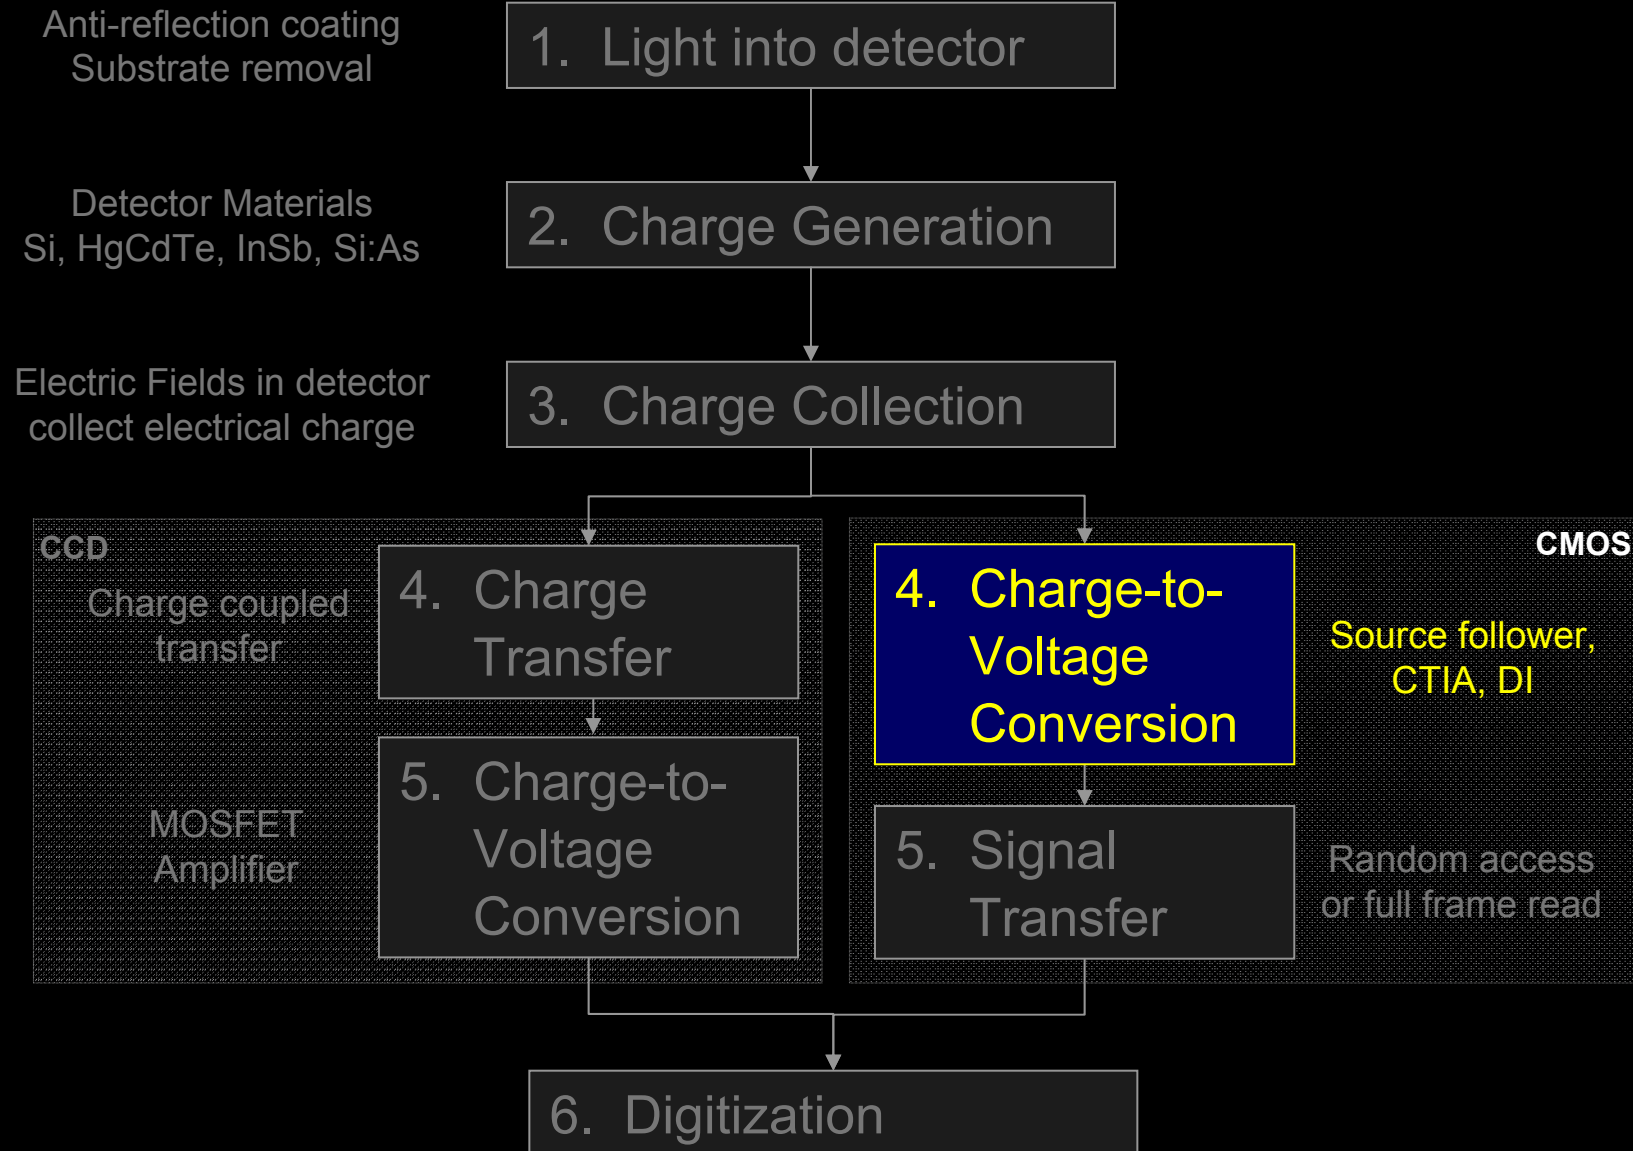 Anti-reflection coating
Substrate removal
1. Light into detector
Detector Materials
Si, HgCdTe, InSb, Si:As
2. Charge Generation
Electric Fields in detector
collect electrical charge
3. Charge Collection
CCD
Charge coupled
transfer
4. Charge
Transfer
MOSFET
Amplifier
5. Charge-to-
Voltage
Conversion
CMOS
4. Charge-to-
Voltage
Conversion
Source follower,
CTIA, DI
5. Signal
Transfer
Random access
or full frame read
6. Digitization